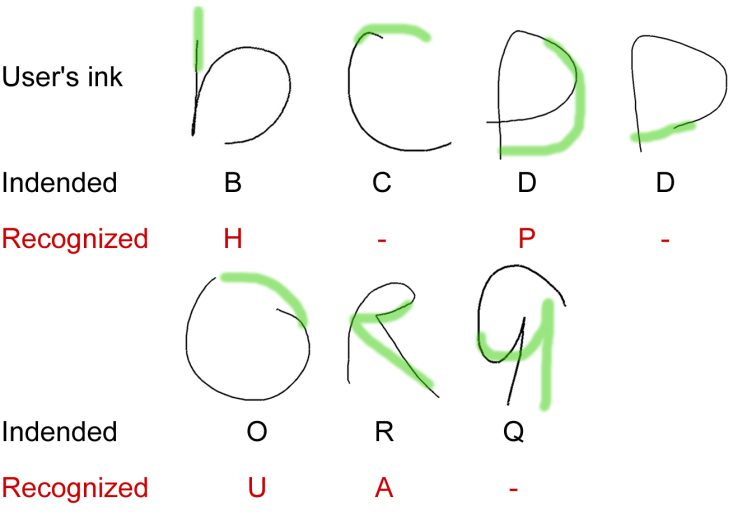 User's ink b C D D
Indended B C D D
Recognized H - P -
O R q
Indended O R Q
Recognized U A -